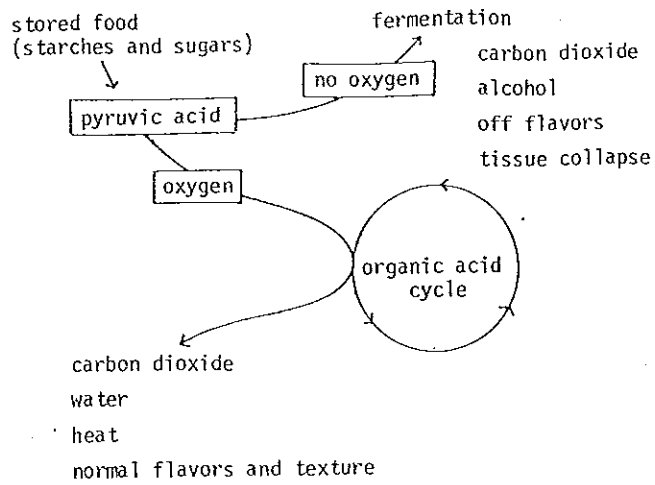 stored food
(starches and sugars)
pyruvic acid
oxygen
no oxygen
fermentation
carbon dioxide
alcohol
off flavors
tissue collapse
organic acid
cycle
carbon dioxide
water
heat
normal flavors and texture